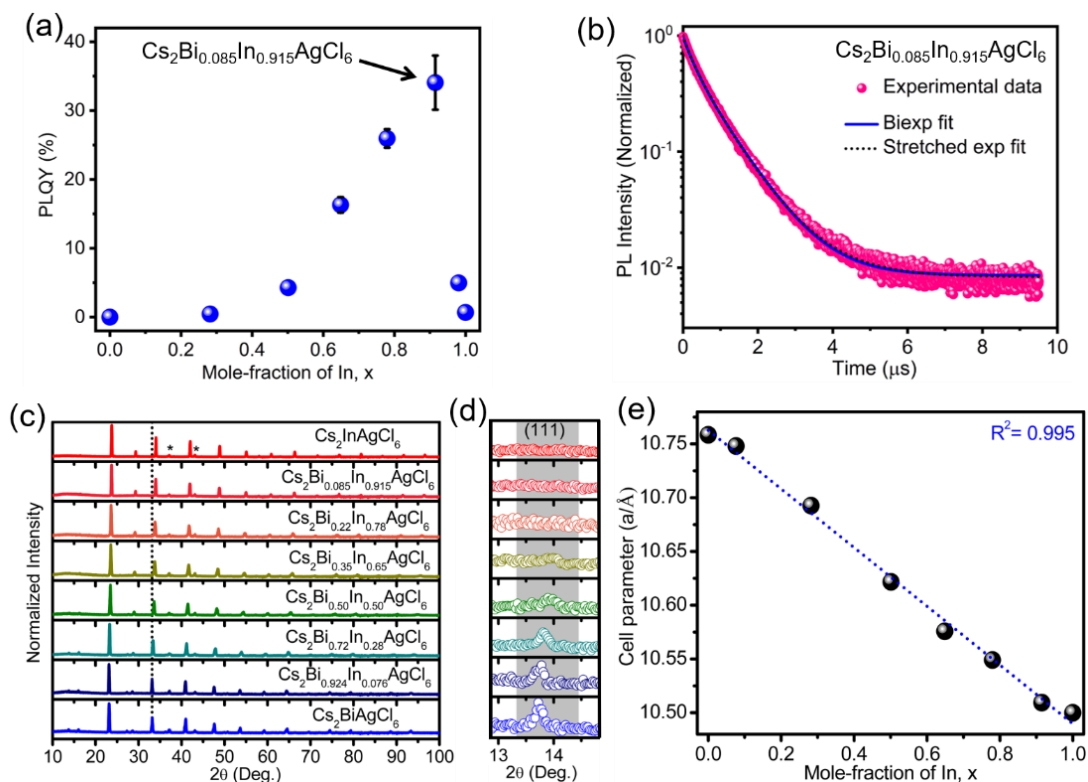 (a)
Cs₂Bi₀.₀₈₅In₀.₉₁₅AgCl₆
40
30
20
10
0
PLQY (%)
0.0 0.2 0.4 0.6 0.8 1.0
Mole-fraction of In, x
(b)
Cs₂Bi₀.₀₈₅In₀.₉₁₅AgCl₆
Experimental data
Biexp fit
Stretched exp fit
10⁰
10⁻¹
10⁻²
PL Intensity (Normalized)
0 2 4 6 8 10
Time (μs)
(c)
Cs₂InAgCl₆
* *
Cs₂Bi₀.₀₈₅In₀.₉₁₅AgCl₆
Cs₂Bi₀.₂₂In₀.₇₈AgCl₆
Cs₂Bi₀.₃₅In₀.₆₅AgCl₆
Cs₂Bi₀.₅₀In₀.₅₀AgCl₆
Cs₂Bi₀.₇₂In₀.₂₈AgCl₆
Cs₂Bi₀.₉₂₄In₀.₀₇₆AgCl₆
Cs₂BiAgCl₆
Normalized Intensity
10 20 30 40 50 60 70 80 90 100
2θ (Deg.)
(d)
(111)
13 14
2θ (Deg.)
(e)
R²= 0.995
10.75
10.70
10.65
10.60
10.55
10.50
Cell parameter (a/Å)
0.0 0.2 0.4 0.6 0.8 1.0
Mole-fraction of In, x